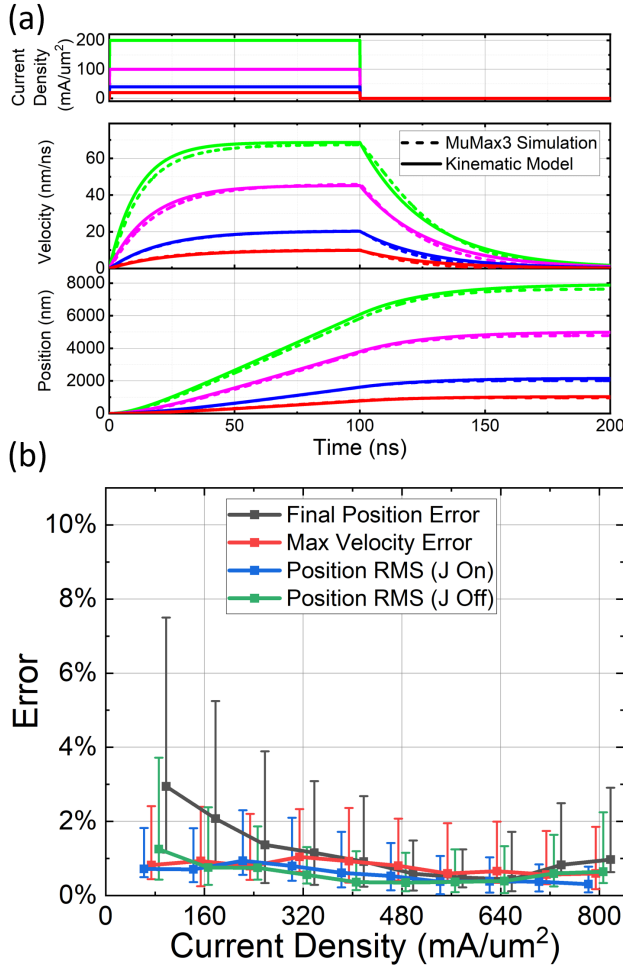 (a)
Current
Density
(mA/um²)
200
100
0
Velocity (nm/ns)
60
40
20
0
MuMax3 Simulation
Kinematic Model
Position (nm)
8000
6000
4000
2000
0
0 50 100 150 200
Time (ns)
(b)
Error
10%
8%
6%
4%
2%
0%
Final Position Error
Max Velocity Error
Position RMS (J On)
Position RMS (J Off)
0 160 320 480 640 800
Current Density (mA/um²)